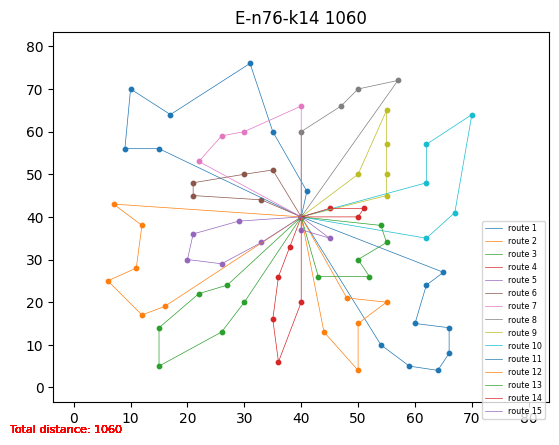 E-n76-k14 1060
80
70
60
50
40
30
20
10
0
0 10 20 30 40 50 60 70 80
route 1
route 2
route 3
route 4
route 5
route 6
route 7
route 8
route 9
route 10
route 11
route 12
route 13
route 14
route 15
Total distance: 1060